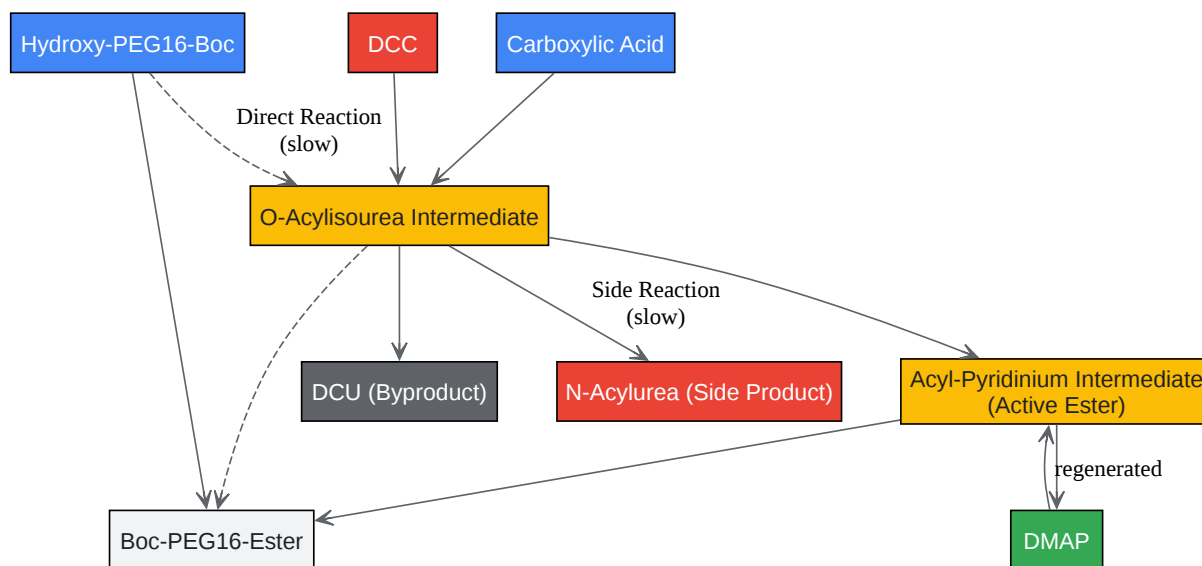 Hydroxy-PEG16-Boc
DCC
Carboxylic Acid
Direct Reaction
(slow)
O-Acylisourea Intermediate
Side Reaction
(slow)
DCU (Byproduct)
N-Acylurea (Side Product)
Acyl-Pyridinium Intermediate
(Active Ester)
regenerated
Boc-PEG16-Ester
DMAP